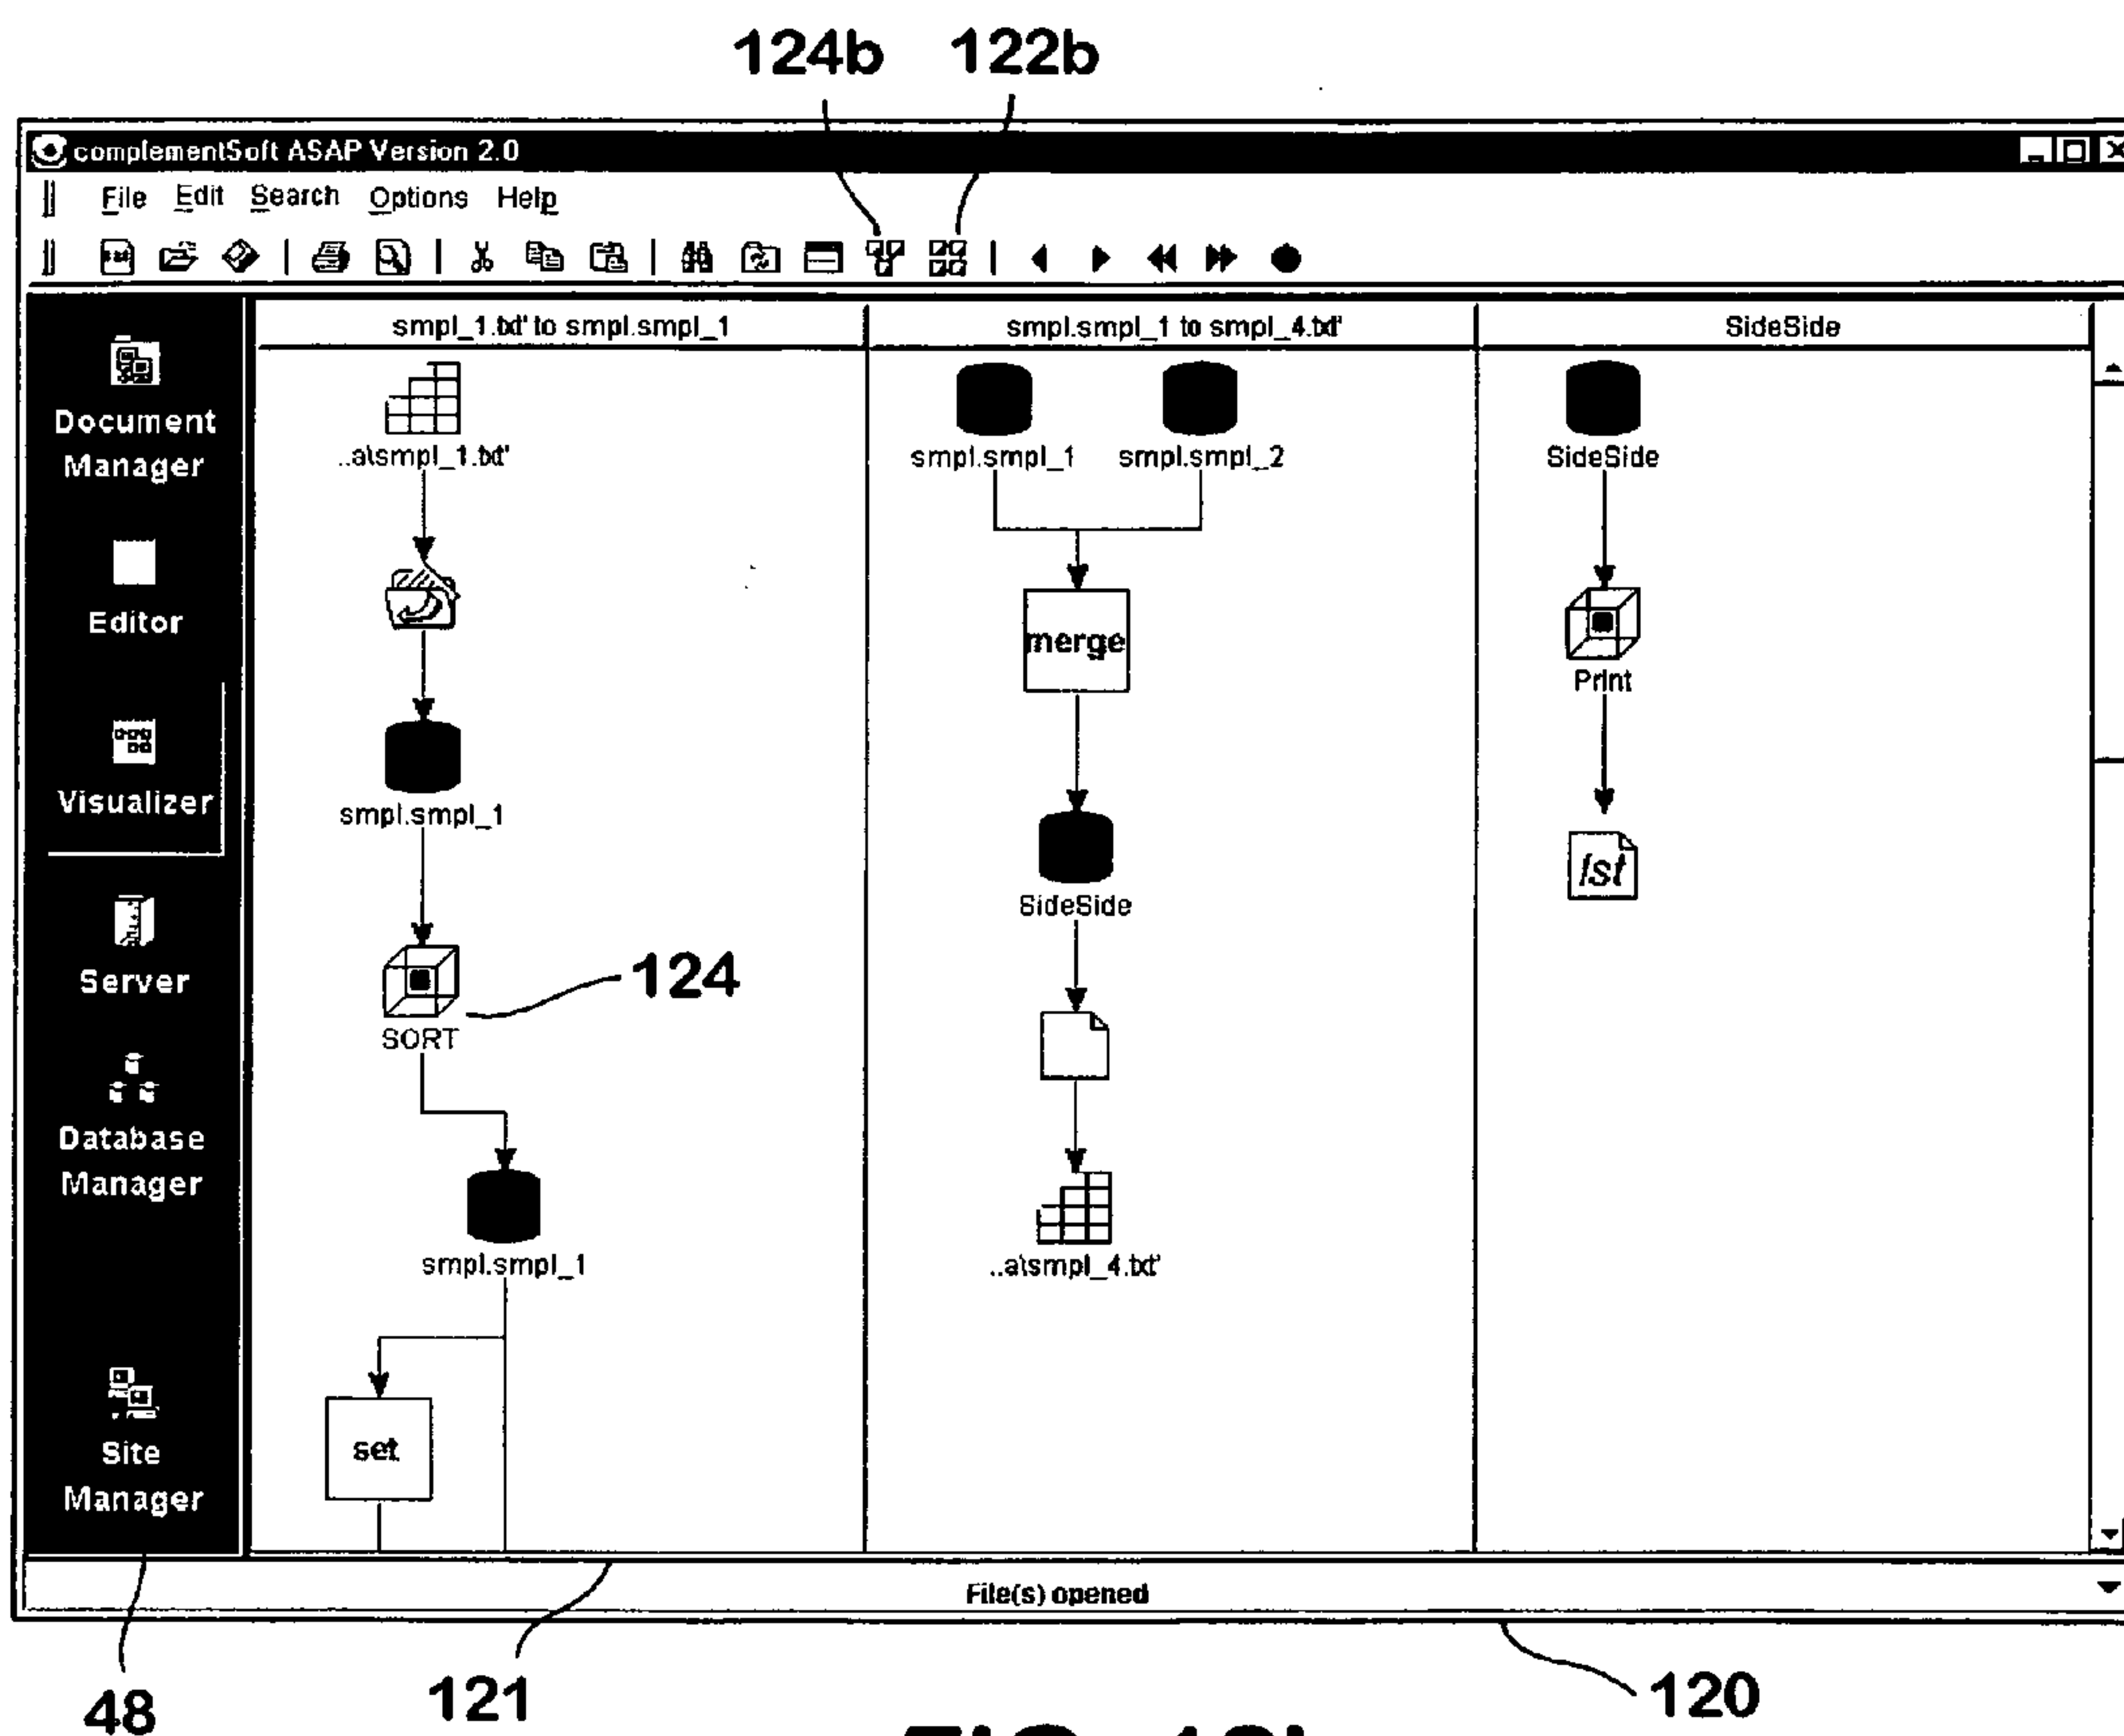 124b 122b
complementSoft ASAP Version 2.0
File Edit Search Options Help
smpl_1.txt' to smpl.smpl_1
smpl.smpl_1 to smpl_4.txt'
SideSide
Document
Manager
Editor
Visualizer
Server
Database
Manager
Site
Manager
..a\smpl_1.txt'
smpl.smpl_1
SORT
124
smpl.smpl_1
set
smpl.smpl_1 smpl.smpl_2
merge
SideSide
..a\smpl_4.txt'
SideSide
Print
lst
File(s) opened
48
121
120